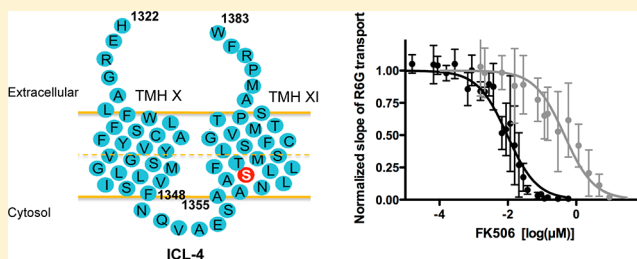 1322
H
E
R
G
A
1383
W
F
R
P
M
A
Extracellular
TMH X
TMH XI
L F W L
F S C A
F Y V Y
G V G S M
I S L L V
F
T P S
G V M T
L S F C
F T M S L
A S L
A A N
Cytosol
1348
1355
N Q V A E S
ICL-4
Normalized slope of R6G transport
1.00
0.75
0.50
0.25
0.00
-4 -2 0
FK506 [log(µM)]